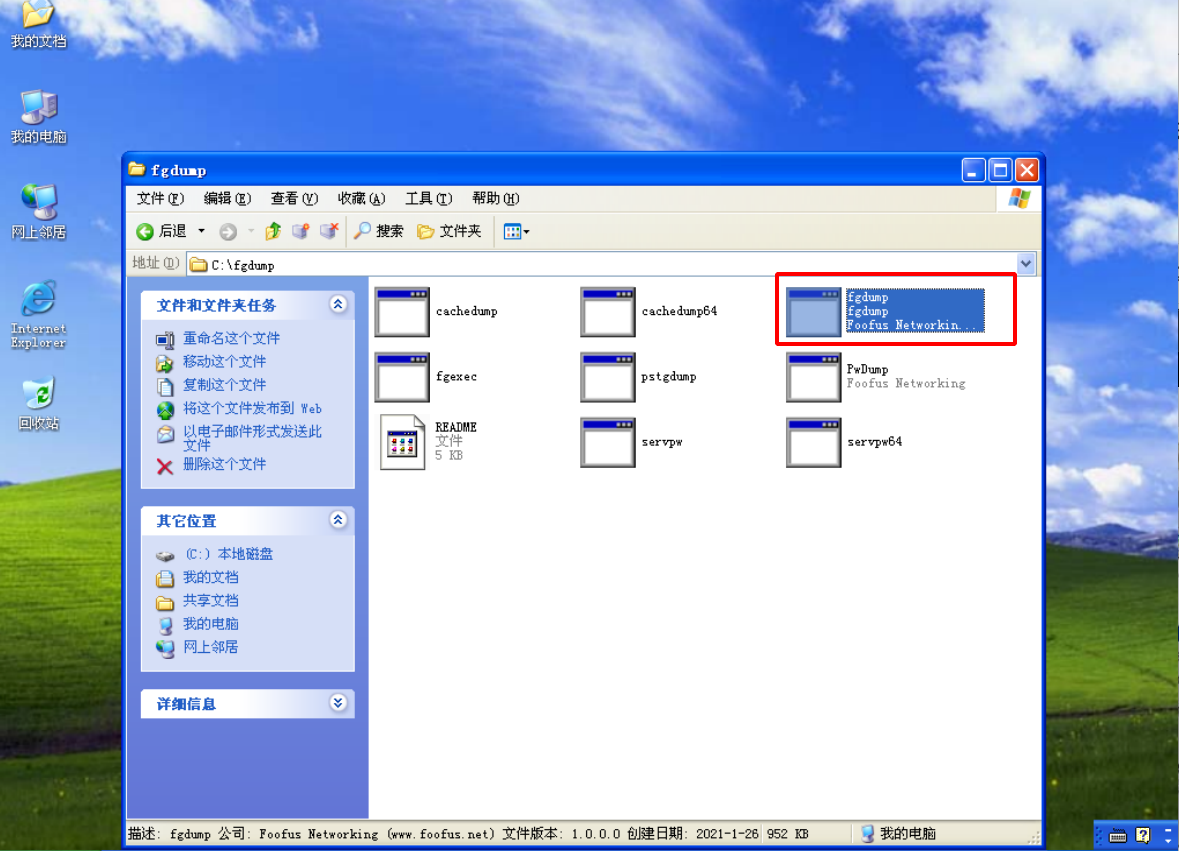 我的文档
我的电脑
网上邻居
Internet
Explorer
回收站
fgdump
文件(F) 编辑(E) 查看(V) 收藏(A) 工具(T) 帮助(H)
后退 搜索 文件夹
地址(D) C:\fgdump
文件和文件夹任务
重命名这个文件
移动这个文件
复制这个文件
将这个文件发布到 Web
以电子邮件形式发送此
文件
删除这个文件
其它位置
(C:) 本地磁盘
我的文档
共享文档
我的电脑
网上邻居
详细信息
cachedump
cachedump64
fgdump
fgdump
Foofus Networkin...
fgexec
pstgdump
PwDump
Foofus Networking
README
文件
5 KB
servpw
servpw64
描述: fgdump 公司: Foofus Networking (www.foofus.net) 文件版本: 1.0.0.0 创建日期: 2021-1-26 952 KB 我的电脑